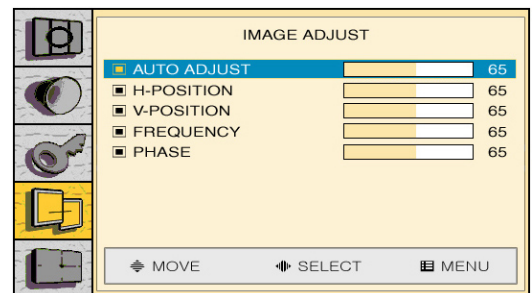 IMAGE ADJUST
AUTO ADJUST 65
H-POSITION 65
V-POSITION 65
FREQUENCY 65
PHASE 65
MOVE SELECT MENU